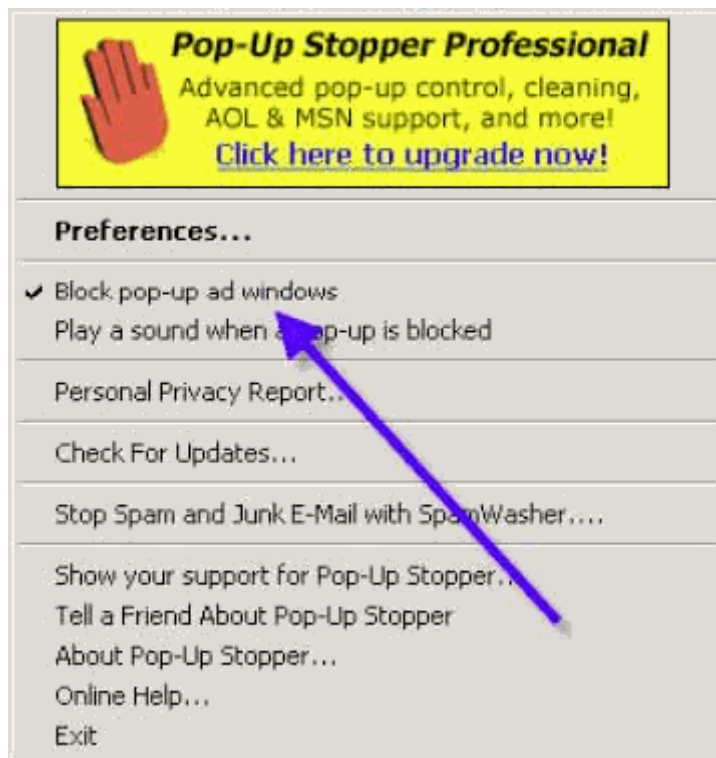 Pop-Up Stopper Professional
Advanced pop-up control, cleaning,
AOL & MSN support, and more!
Click here to upgrade now!
Preferences...
Block pop-up ad windows
Play a sound when a pop-up is blocked
Personal Privacy Report...
Check For Updates...
Stop Spam and Junk E-Mail with SpamWasher....
Show your support for Pop-Up Stopper...
Tell a Friend About Pop-Up Stopper
About Pop-Up Stopper...
Online Help...
Exit